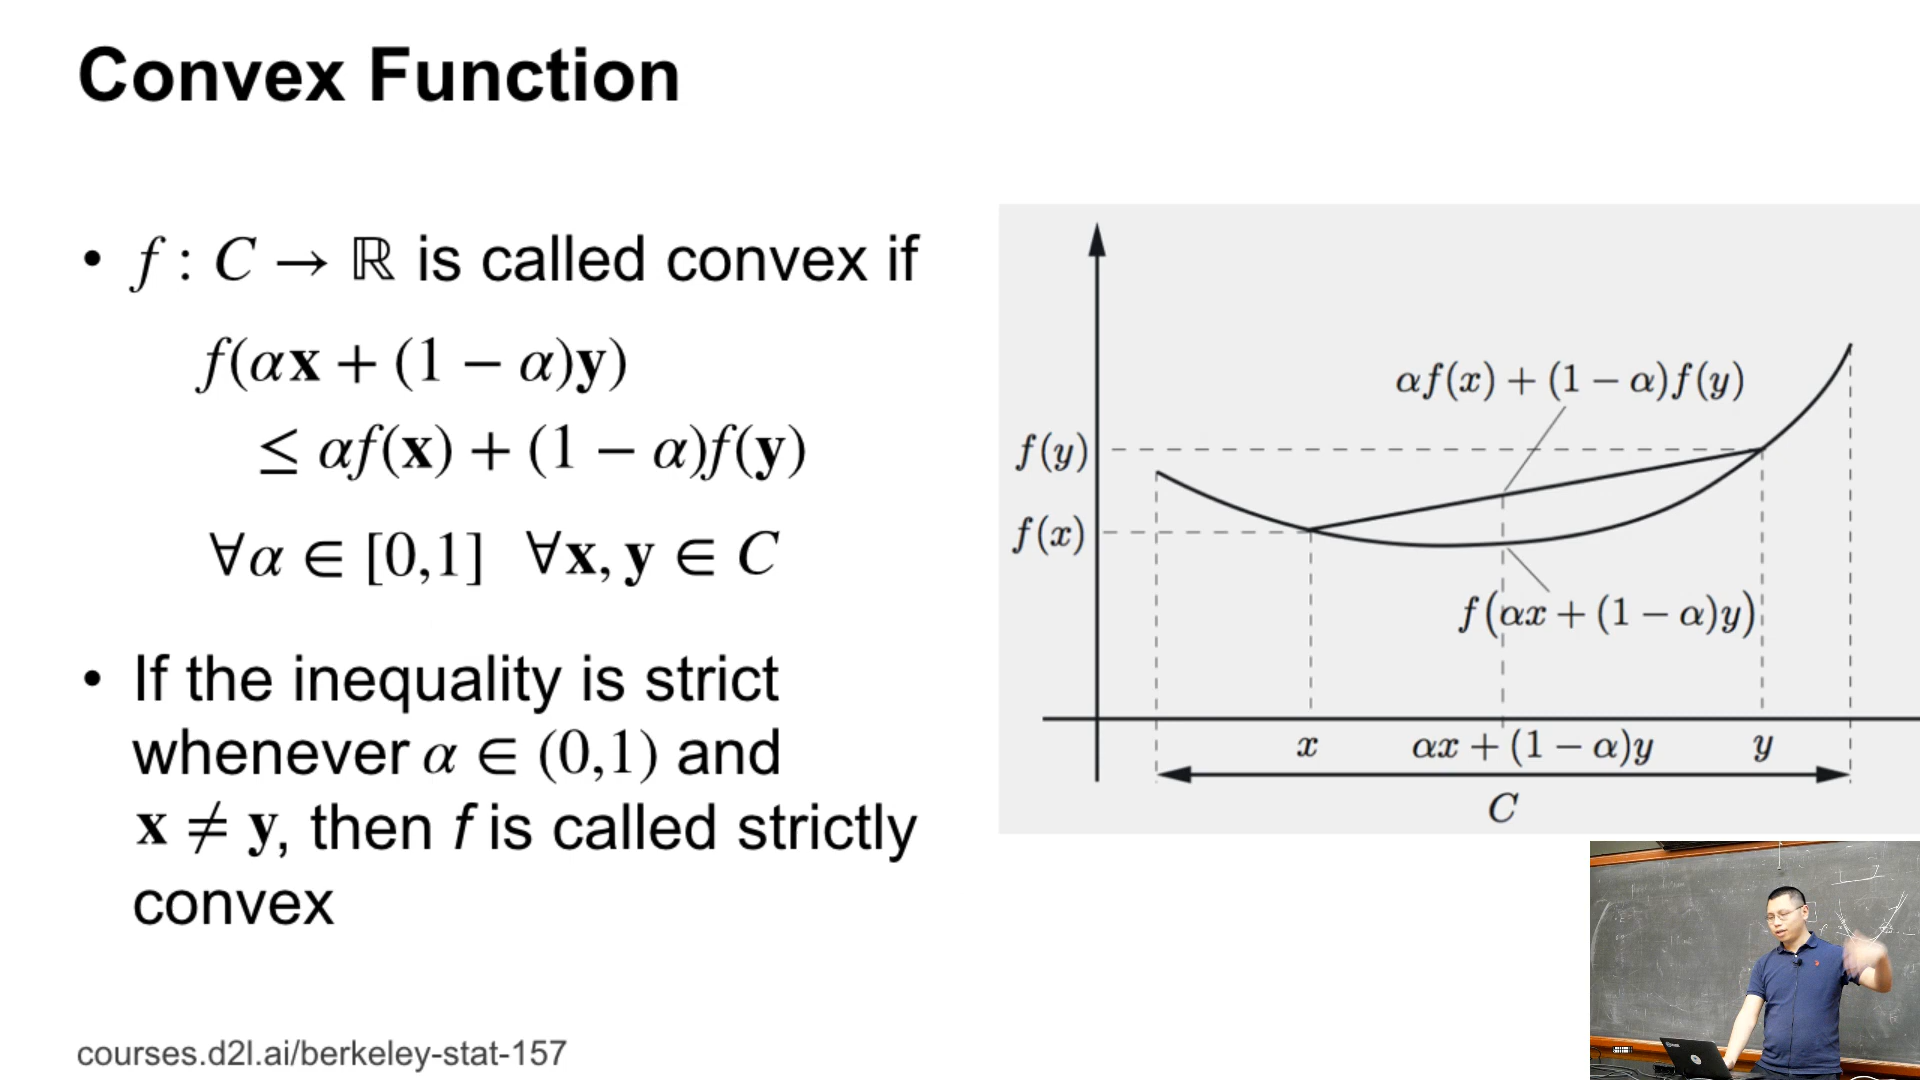 Convex Function
• f : C → ℝ is called convex if
f(αx + (1 − α)y)
≤ αf(x) + (1 − α)f(y)
∀α ∈ [0,1] ∀x, y ∈ C
• If the inequality is strict
whenever α ∈ (0,1) and
x ≠ y, then f is called strictly
convex
αf(x) + (1 − α)f(y)
f(y)
f(x)
f(αx + (1 − α)y)
x αx + (1 − α)y y
C
courses.d2l.ai/berkeley-stat-157